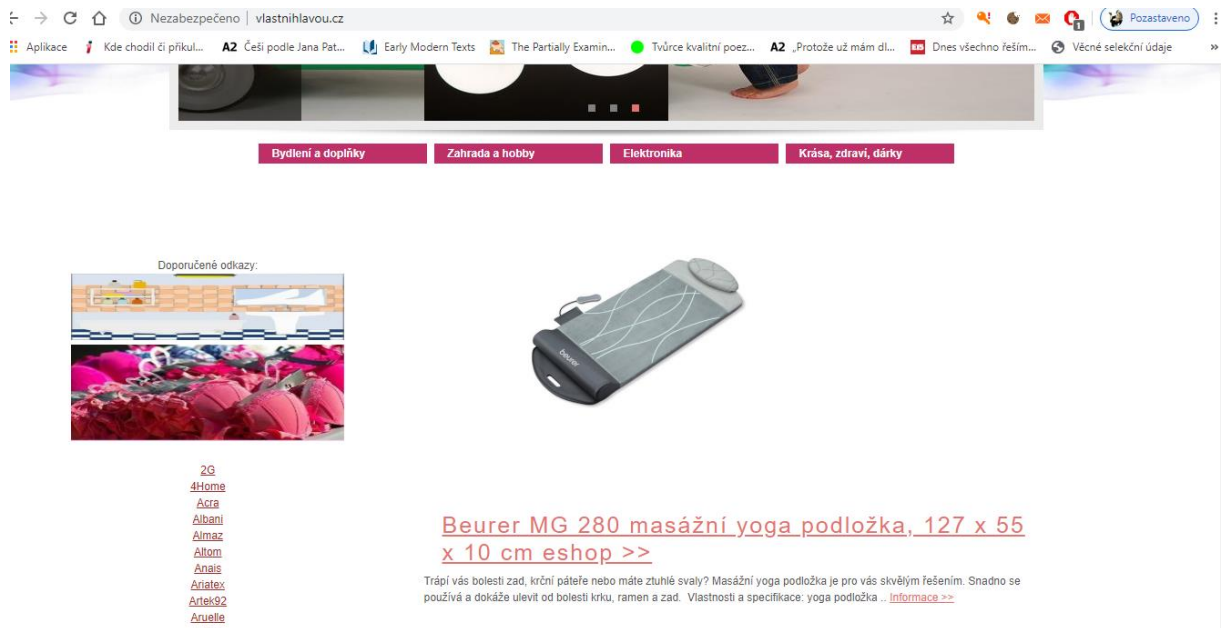 Nezabezpečeno | vlastnihlavou.cz
Pozastaveno
1
Aplikace
Kde chodil či přikul...
A2 Češi podle Jana Pat...
Early Modern Texts
The Partially Examin...
Tvůrce kvalitní poez...
A2 „Protože už mám dl...
Dnes všechno řeším...
Věcné selekční údaje
»
Bydlení a doplňky
Zahrada a hobby
Elektronika
Krása, zdraví, dárky
Doporučené odkazy:
beurer
2G
4Home
Acra
Albani
Almaz
Altom
Anais
Ariatex
Artek92
Aruelle
Beurer MG 280 masážní yoga podložka, 127 x 55
x 10 cm eshop >>
Trápí vás bolesti zad, krční páteře nebo máte ztuhlé svaly? Masážní yoga podložka je pro vás skvělým řešením. Snadno se
používá a dokáže ulevit od bolesti krku, ramen a zad. Vlastnosti a specifikace: yoga podložka .. Informace >>